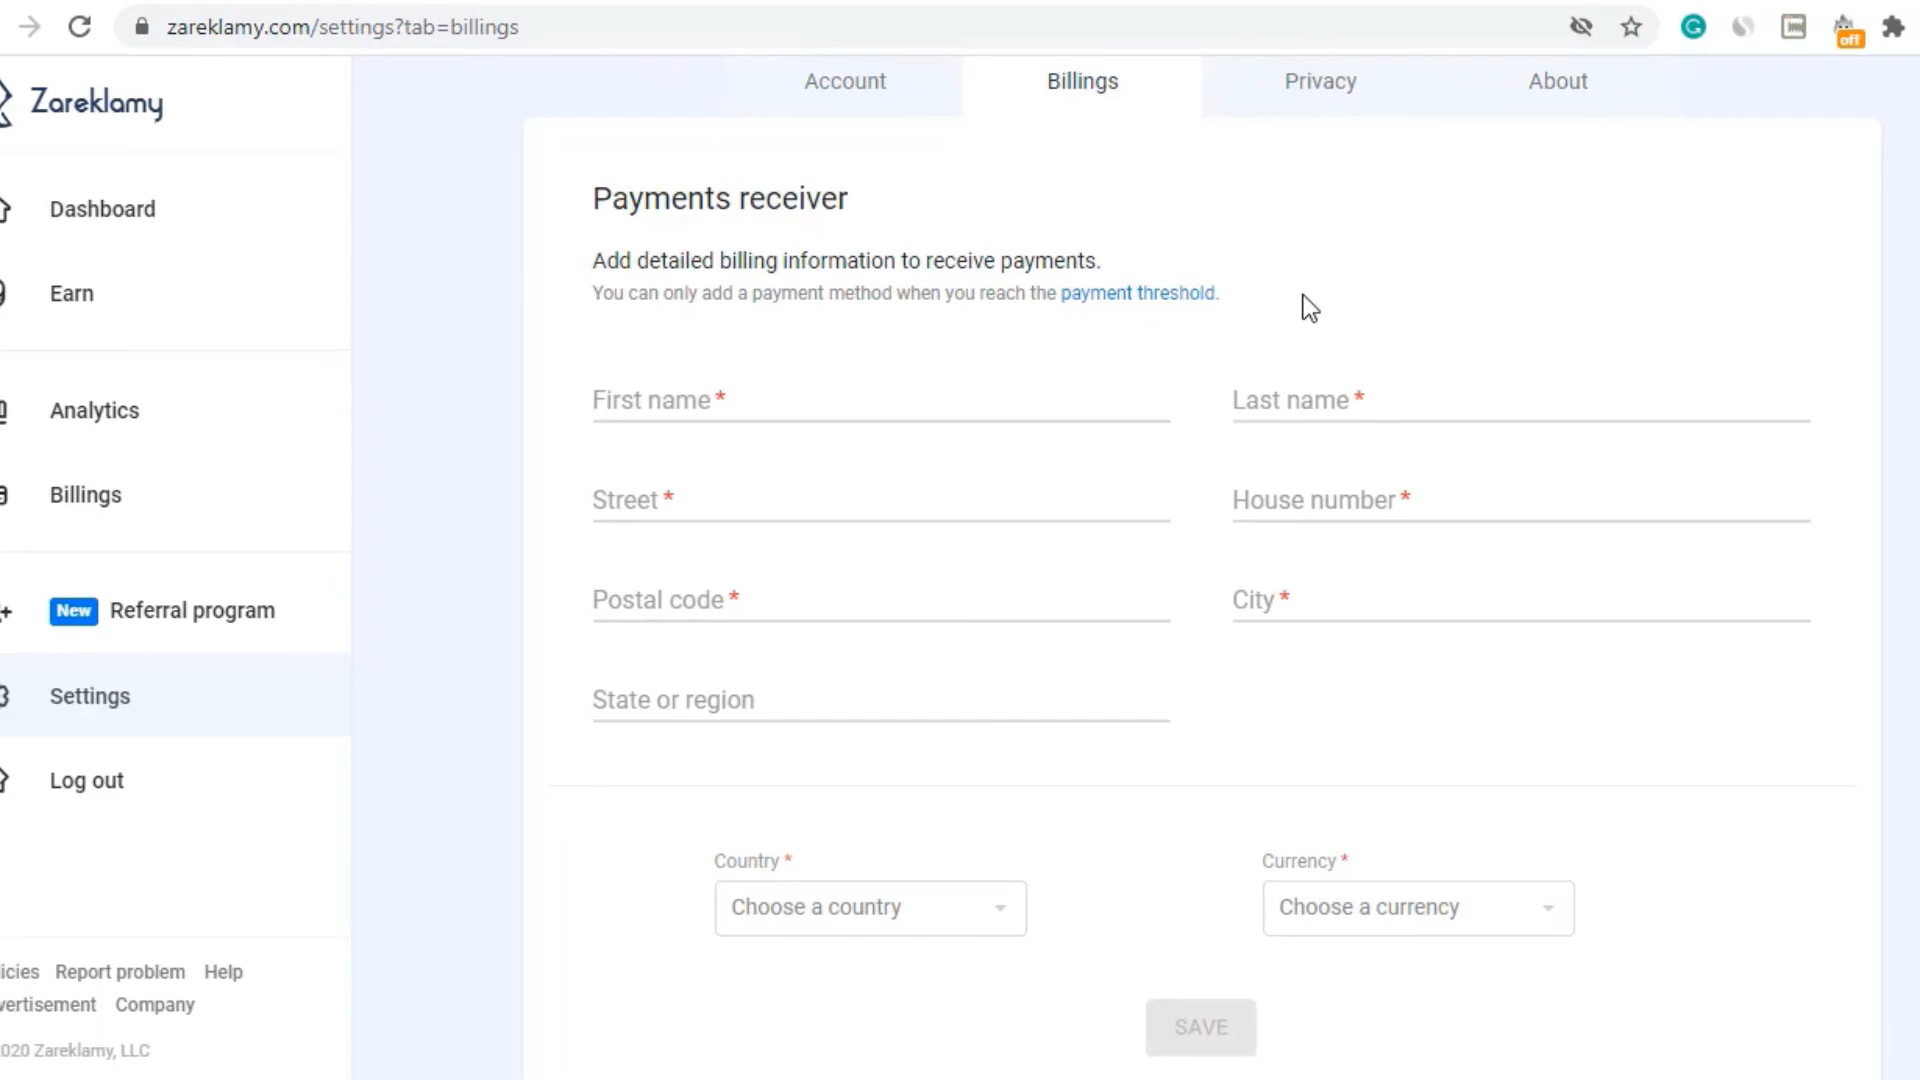 zareklamy.com/settings?tab=billings
off
Zareklamy
Dashboard
Earn
Analytics
Billings
New Referral program
Settings
Log out
icies Report problem Help
vertisement Company
020 Zareklamy, LLC
Account Billings Privacy About
Payments receiver
Add detailed billing information to receive payments.
You can only add a payment method when you reach the payment threshold.
First name * Last name *
Street * House number *
Postal code * City *
State or region
Country * Currency *
Choose a country Choose a currency
SAVE